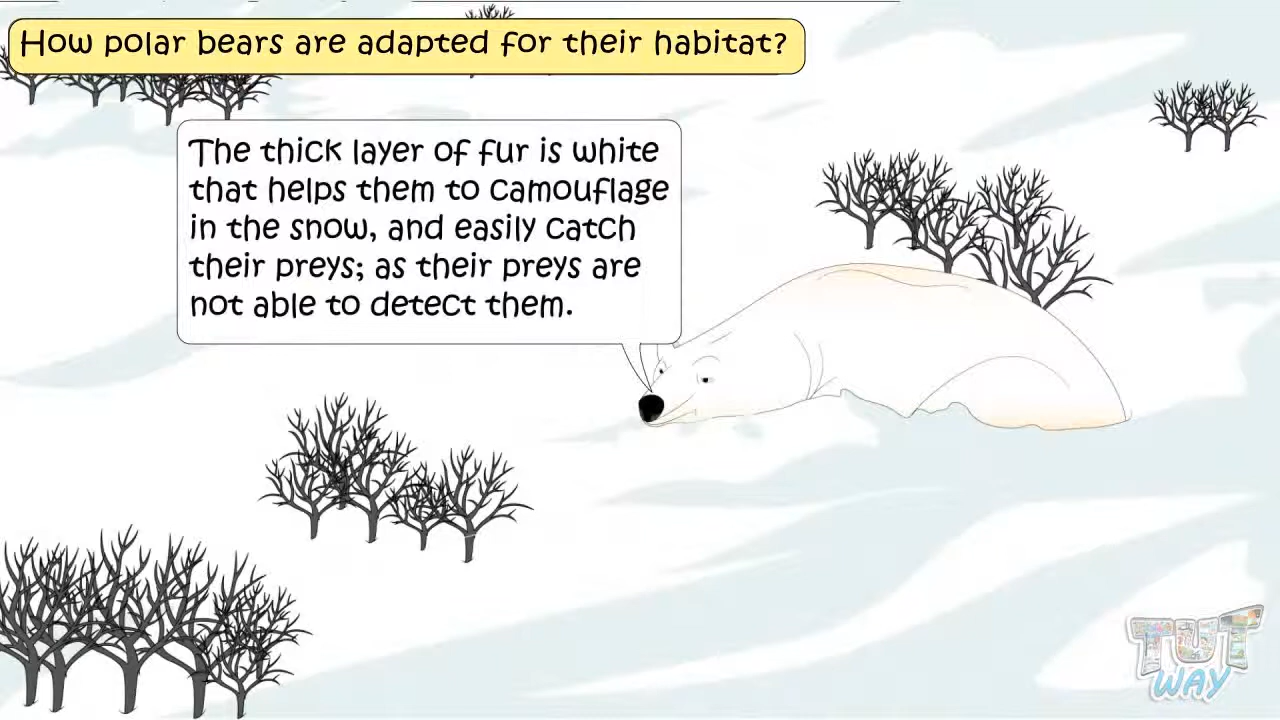 How polar bears are adapted for their habitat?
The thick layer of fur is white
that helps them to camouflage
in the snow, and easily catch
their preys; as their preys are
not able to detect them.
TUT
WAY